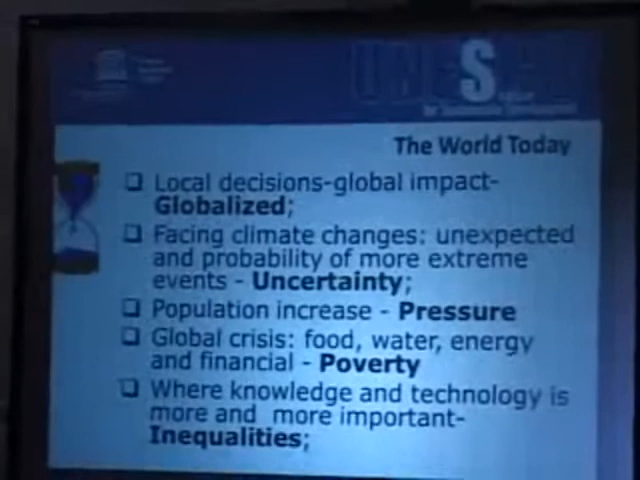 The World Today
Local decisions-global impact-
Globalized;
Facing climate changes: unexpected
and probability of more extreme
events - Uncertainty;
Population increase - Pressure
Global crisis: food, water, energy
and financial - Poverty
Where knowledge and technology is
more and more important-
Inequalities;